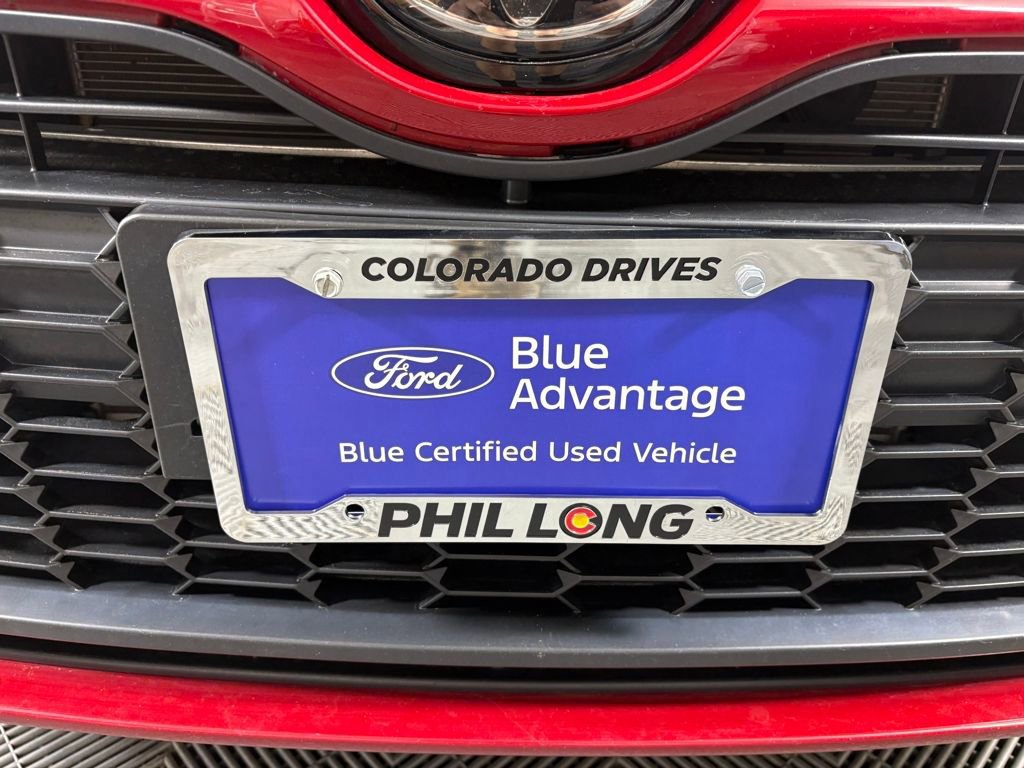 COLORADO DRIVES
Ford
Blue
Advantage
Blue Certified Used Vehicle
PHIL LONG